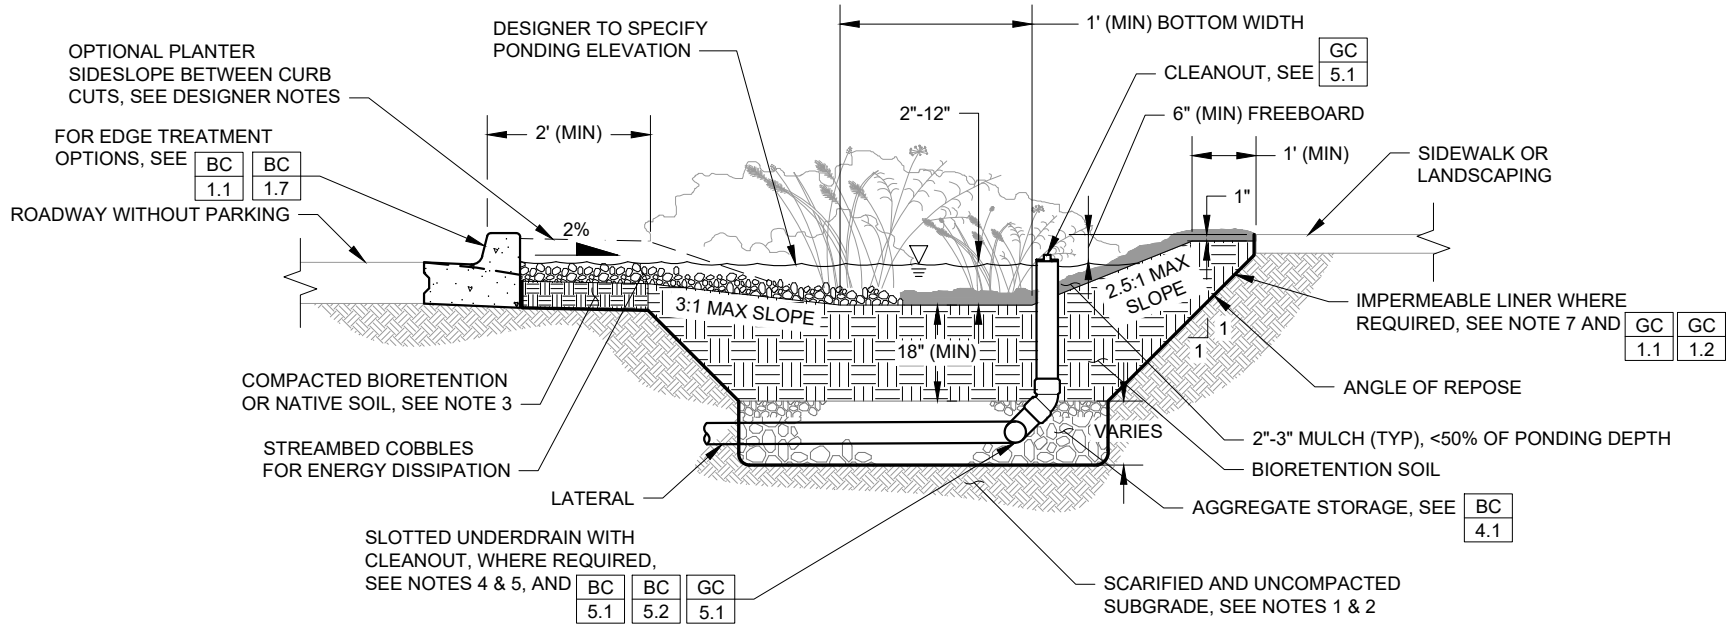 OPTIONAL PLANTER
SIDESLOPE BETWEEN CURB
CUTS, SEE DESIGNER NOTES
DESIGNER TO SPECIFY
PONDING ELEVATION
1' (MIN) BOTTOM WIDTH
CLEANOUT, SEE
GC
5.1
6" (MIN) FREEBOARD
2"-12"
2' (MIN)
1' (MIN)
FOR EDGE TREATMENT
OPTIONS, SEE
BC
1.1
BC
1.7
SIDEWALK OR
LANDSCAPING
ROADWAY WITHOUT PARKING
1"
2%
3:1 MAX SLOPE
2.5:1 MAX
SLOPE
IMPERMEABLE LINER WHERE
REQUIRED, SEE NOTE 7 AND
GC
1.1
GC
1.2
1
1
18" (MIN)
ANGLE OF REPOSE
COMPACTED BIORETENTION
OR NATIVE SOIL, SEE NOTE 3
VARIES
2"-3" MULCH (TYP), <50% OF PONDING DEPTH
STREAMBED COBBLES
FOR ENERGY DISSIPATION
BIORETENTION SOIL
LATERAL
AGGREGATE STORAGE, SEE
BC
4.1
SLOTTED UNDERDRAIN WITH
CLEANOUT, WHERE REQUIRED,
SEE NOTES 4 & 5, AND
BC
5.1
BC
5.2
GC
5.1
SCARIFIED AND UNCOMPACTED
SUBGRADE, SEE NOTES 1 & 2